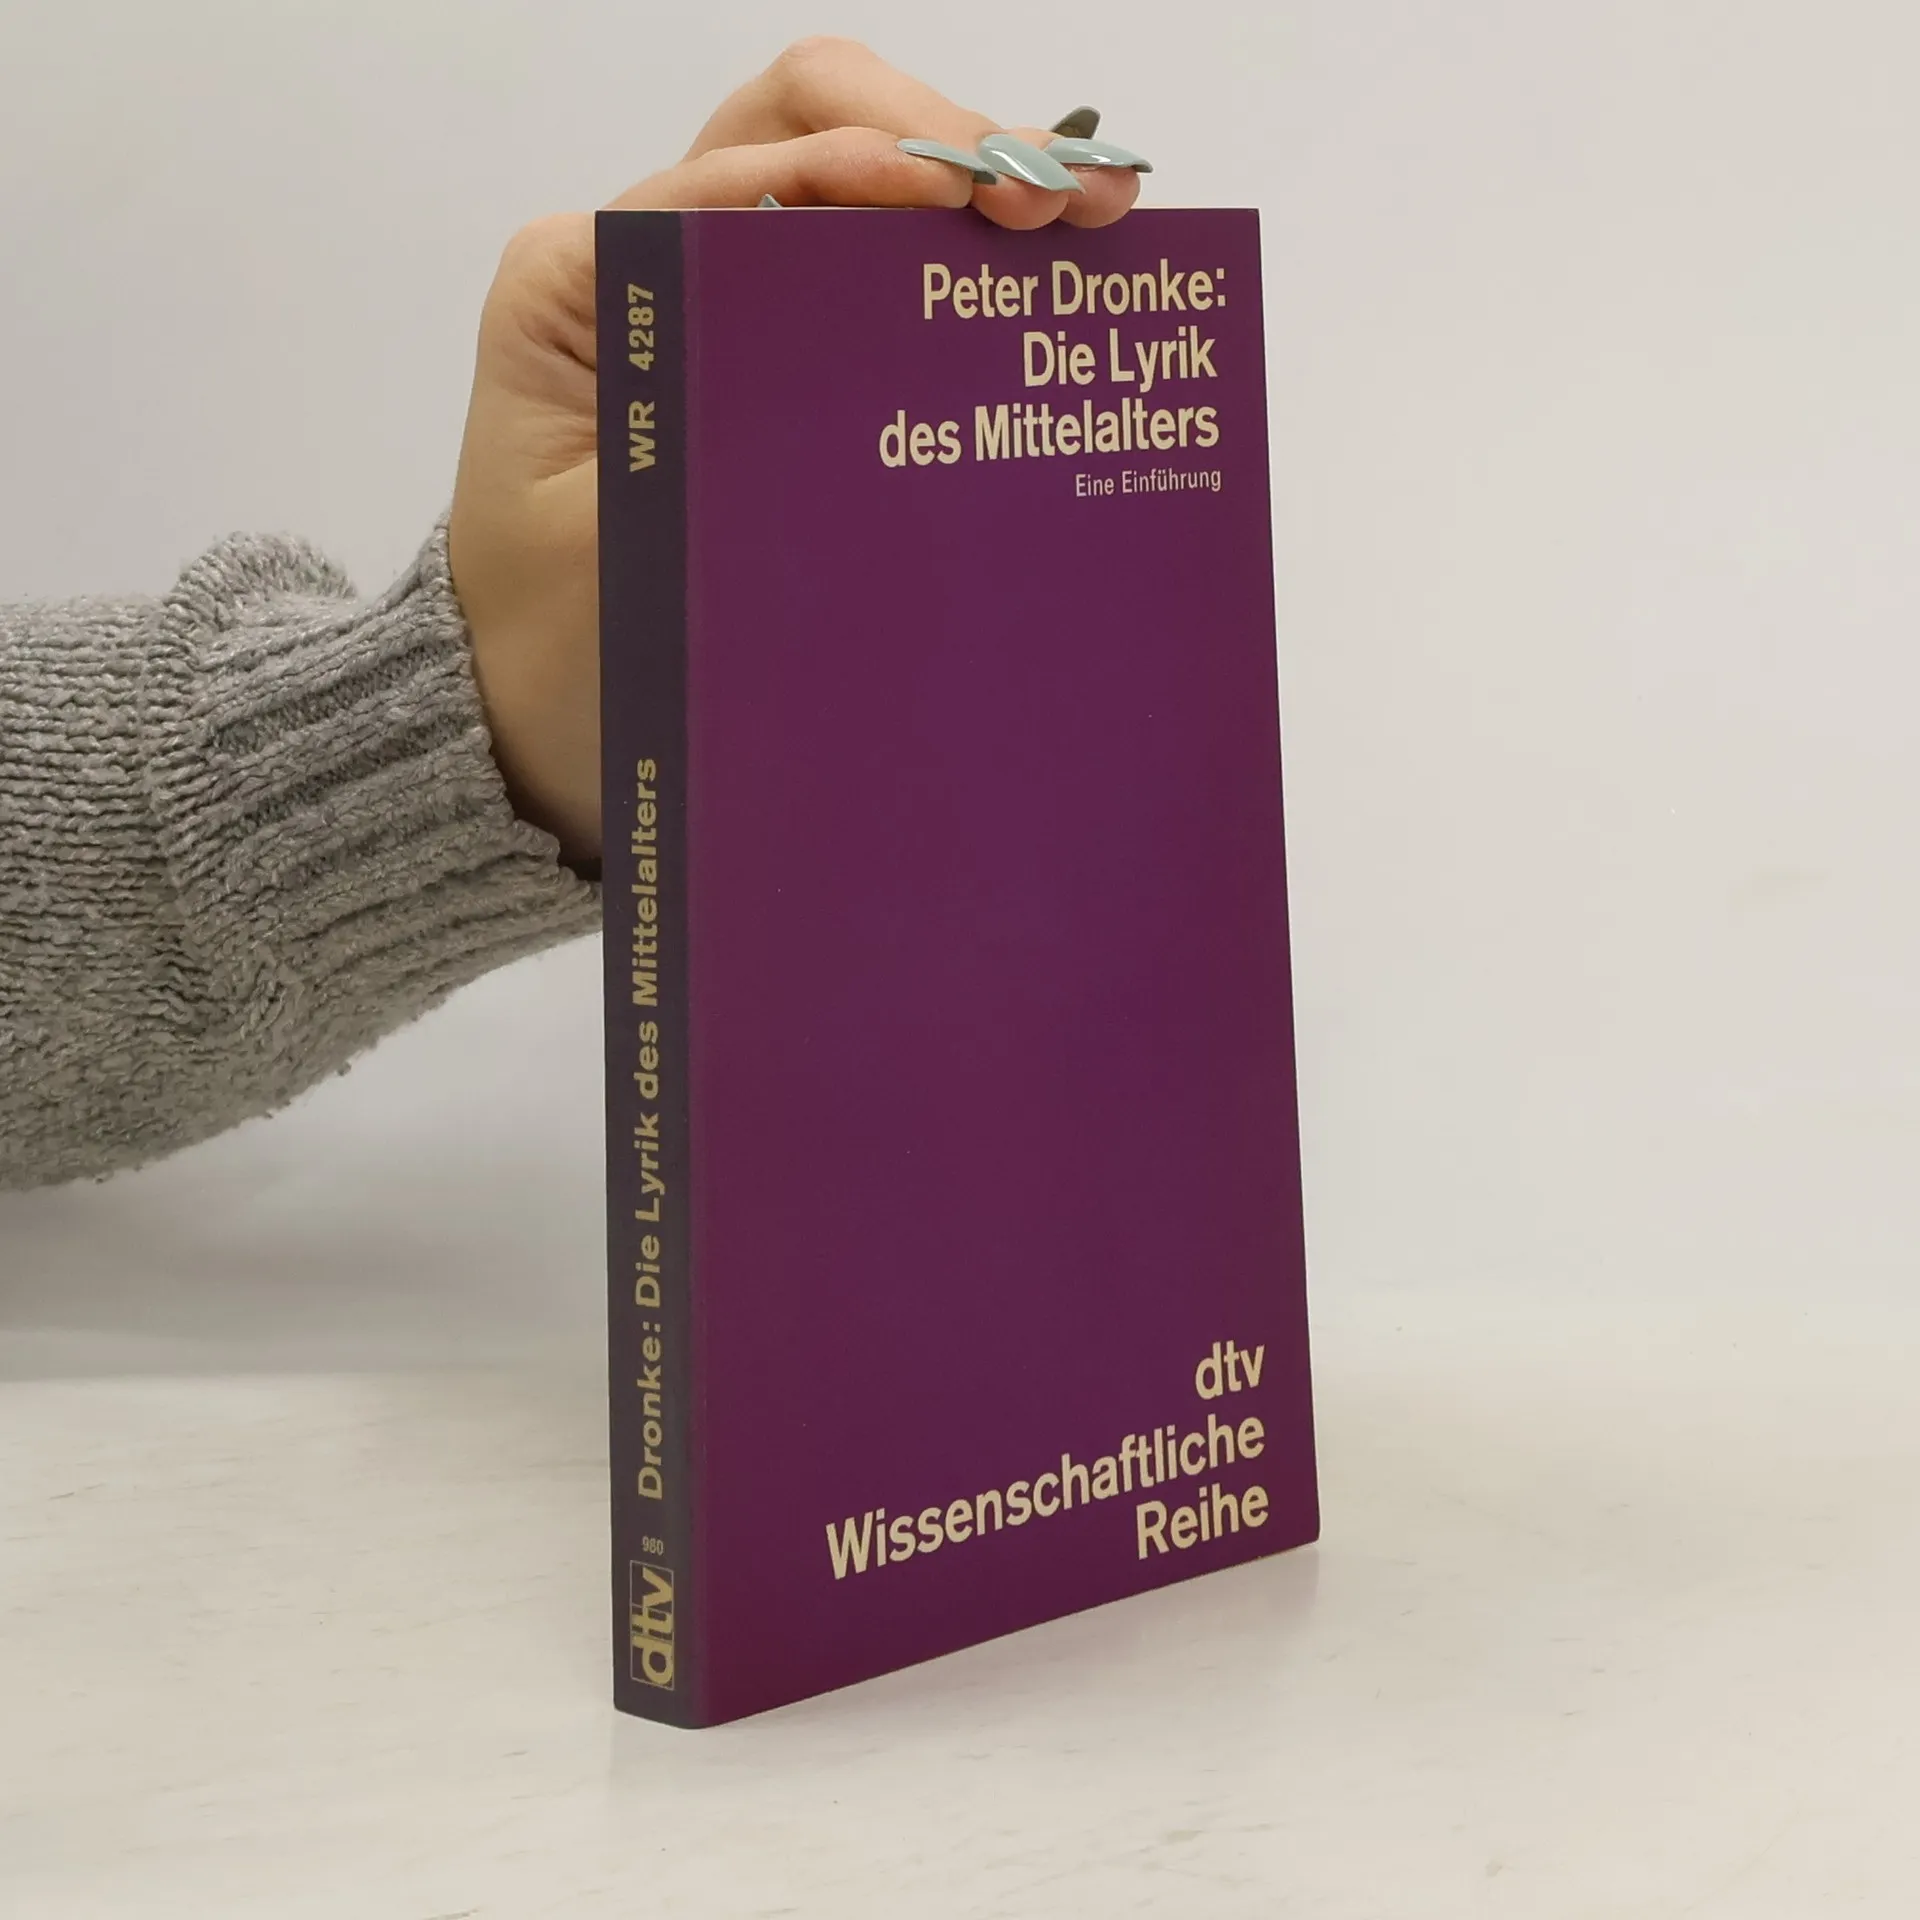 Peter Dronke:
Die Lyrik
des Mittelalters
Eine Einführung
dtv
Wissenschaftliche
Reihe
WR 4287
Dronke: Die Lyrik des Mittelalters
980
dtv